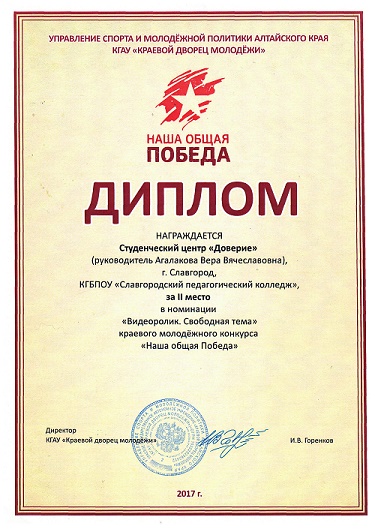 УПРАВЛЕНИЕ СПОРТА И МОЛОДЁЖНОЙ ПОЛИТИКИ АЛТАЙСКОГО КРАЯ
КГАУ «КРАЕВОЙ ДВОРЕЦ МОЛОДЁЖИ»
НАША ОБЩАЯ
ПОБЕДА
ДИПЛОМ
НАГРАЖДАЕТСЯ
Студенческий центр «Доверие»
(руководитель Агалакова Вера Вячеславовна),
г. Славгород,
КГБПОУ «Славгородский педагогический колледж»,
за II место
в номинации
«Видеоролик. Свободная тема»
краевого молодёжного конкурса
«Наша общая Победа»
Директор
КГАУ «Краевой дворец молодёжи»
И.В. Горенков
2017 г.